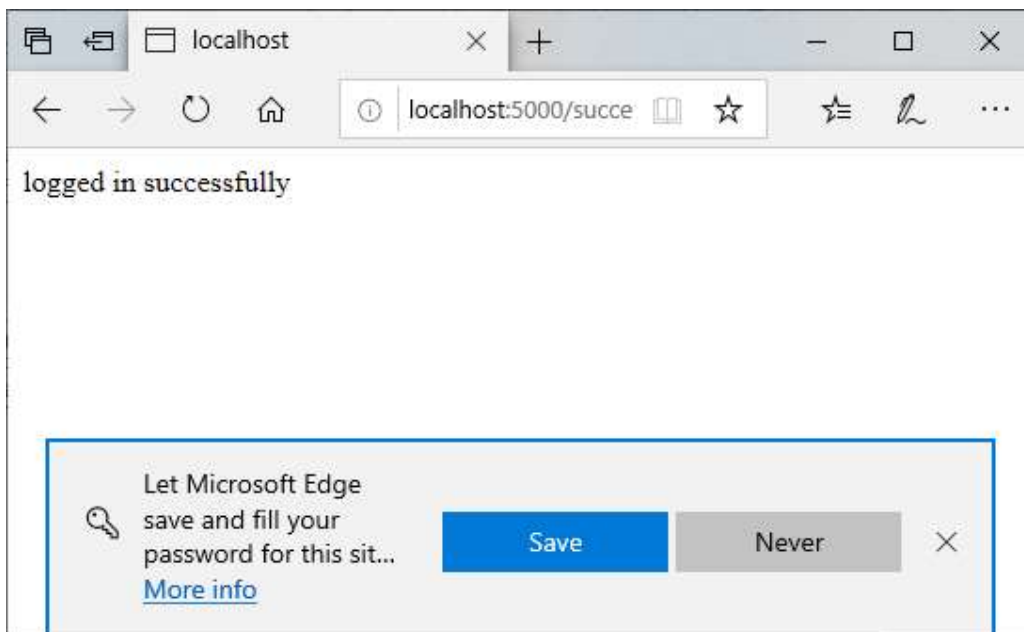 localhost
localhost:5000/succe
logged in successfully
Let Microsoft Edge
save and fill your
password for this sit...
More info
Save
Never